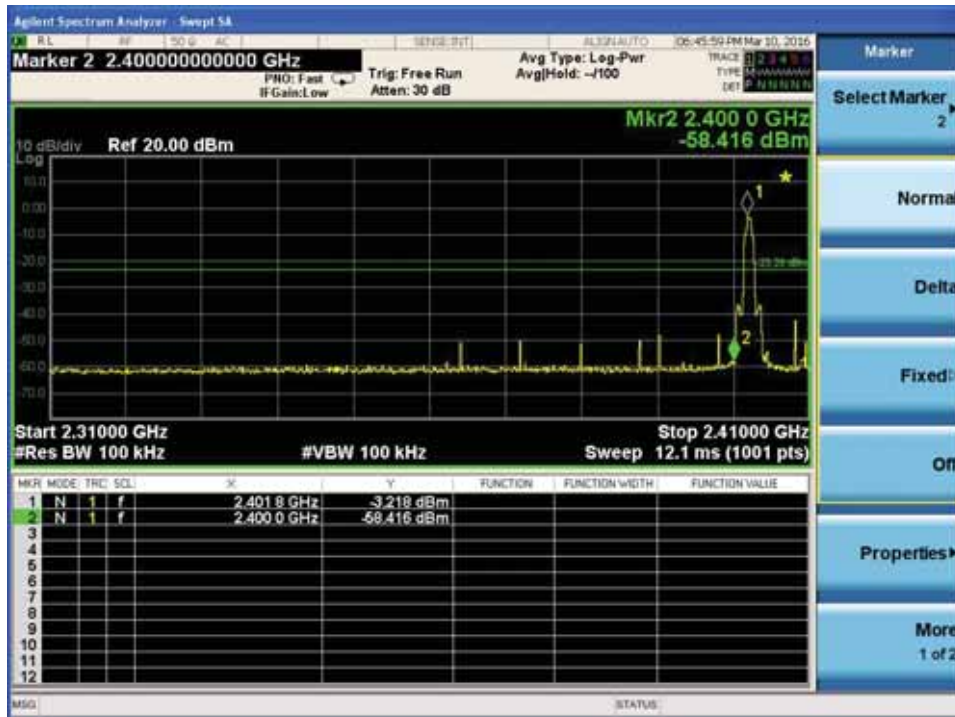 Agilent Spectrum Analyzer - Swept SA
RL RF 50 Ω AC SENSE:INT ALIGN AUTO 06:45:59 PM Mar 10, 2016
Marker 2 2.400000000000 GHz
PNO: Fast
IFGain:Low
Trig: Free Run
Atten: 30 dB
Avg Type: Log-Pwr
Avg|Hold: --/100
TRACE 1 2 3 4 5 6
TYPE M
DET P N N N N N
Mkr2 2.400 0 GHz
-58.416 dBm
10 dB/div Ref 20.00 dBm
Log
10.0
0.00
-10.0
-20.0
-30.0
-40.0
-50.0
-60.0
-70.0
1
2
Start 2.31000 GHz
Stop 2.41000 GHz
#Res BW 100 kHz
#VBW 100 kHz
Sweep 12.1 ms (1001 pts)
MKR MODE TRC SCL X Y FUNCTION FUNCTION WIDTH FUNCTION VALUE
1 N 1 f 2.401 8 GHz -3.218 dBm
2 N 1 f 2.400 0 GHz -58.416 dBm
3
4
5
6
7
8
9
10
11
12
MSG STATUS
Marker
Select Marker
2
Normal
Delta
Fixed
Off
Properties
More
1 of 2